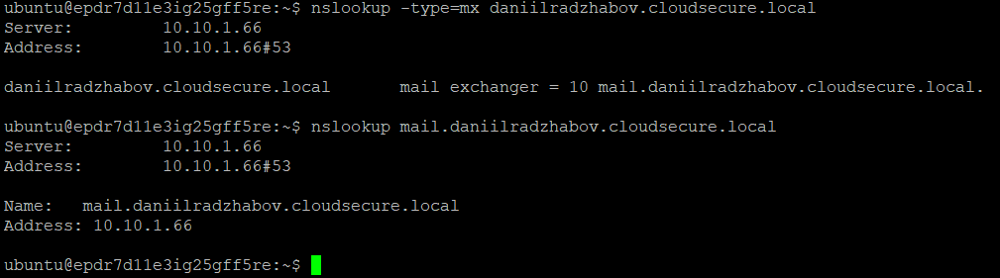 ubuntu@epdr7d11e3ig25gff5re:~$ nslookup -type=mx daniilradzhabov.cloudsecure.local
Server:         10.10.1.66
Address:        10.10.1.66#53
daniilradzhabov.cloudsecure.local       mail exchanger = 10 mail.daniilradzhabov.cloudsecure.local.
ubuntu@epdr7d11e3ig25gff5re:~$ nslookup mail.daniilradzhabov.cloudsecure.local
Server:         10.10.1.66
Address:        10.10.1.66#53
Name:   mail.daniilradzhabov.cloudsecure.local
Address: 10.10.1.66
ubuntu@epdr7d11e3ig25gff5re:~$